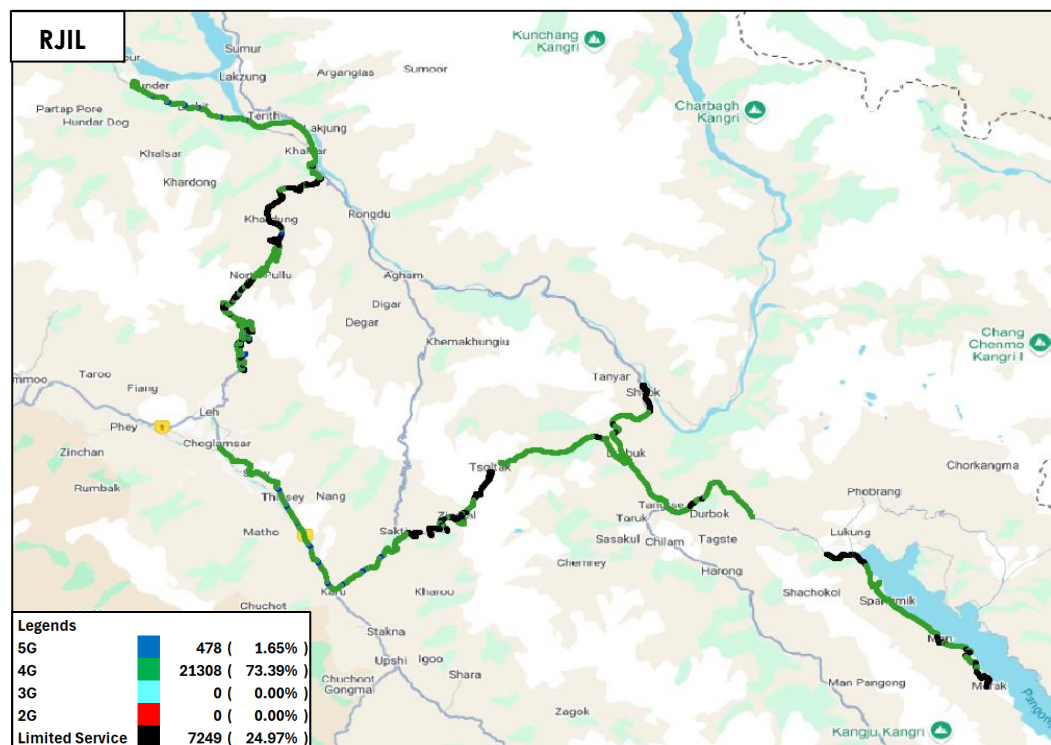 RJIL
Kunchang
Kangri
Sumur
Lakzung
Arganglas
Sumoor
Charbagh
Kangri
Partap Pore
Hundar Dog
Terith
Lakjung
Khalsar
Khardong
Rongdu
Agham
Digar
Degar
Khemakhungiu
Chang
Chenmo
Kangri I
Taroo
Fiang
Tanyar
Leh
Phey
1
Choglamsar
Zinchan
Rumbak
Nang
Matho
Tsoltak
Chorkangma
Phobrang
Taruk
Durbok
Lukung
Sasakul
Chilam
Tagste
Chemrey
Harong
Shachokol
Kharoo
Karu
Chuchot
Stakna
Upshi
Igoo
Shara
Chuchoot
Gongmal
Man Pangong
Zagok
Merak
Kangju Kangri
Legends
5G 478 ( 1.65% )
4G 21308 ( 73.39% )
3G 0 ( 0.00% )
2G 0 ( 0.00% )
Limited Service 7249 ( 24.97% )